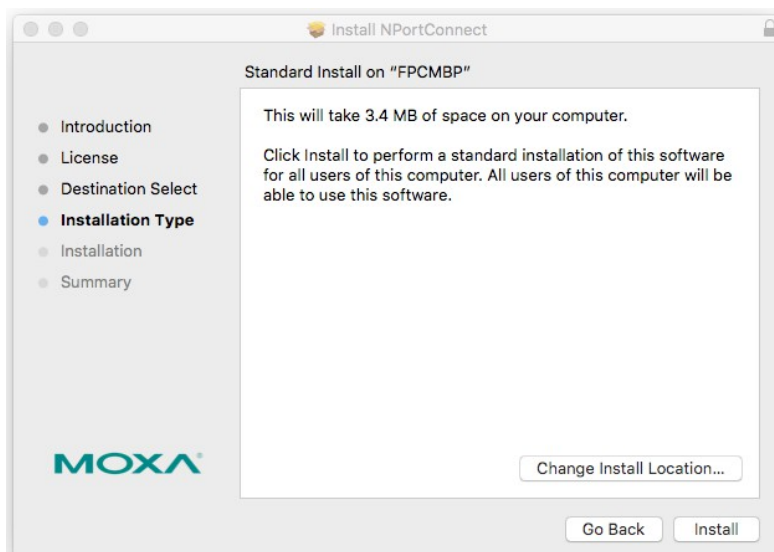 Install NPortConnect
Standard Install on “FPCMBP”
Introduction
License
Destination Select
Installation Type
Installation
Summary
This will take 3.4 MB of space on your computer.
Click Install to perform a standard installation of this software
for all users of this computer. All users of this computer will be
able to use this software.
MOXA®
Change Install Location...
Go Back
Install